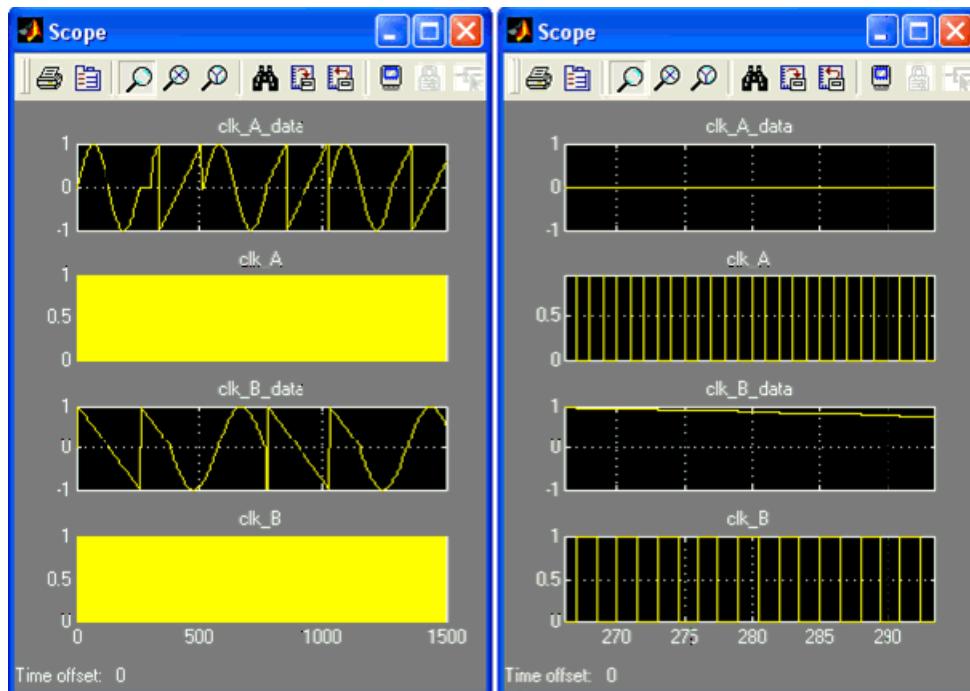 Scope
clk_A_data
1
0
-1
clk_A
1
0.5
0
clk_B_data
1
0
-1
clk_B
1
0.5
0
0 500 1000 1500
Time offset: 0
Scope
clk_A_data
1
0
-1
clk_A
0.5
0
clk_B_data
1
0
-1
clk_B
1
0.5
0
270 275 280 285 290
Time offset: 0